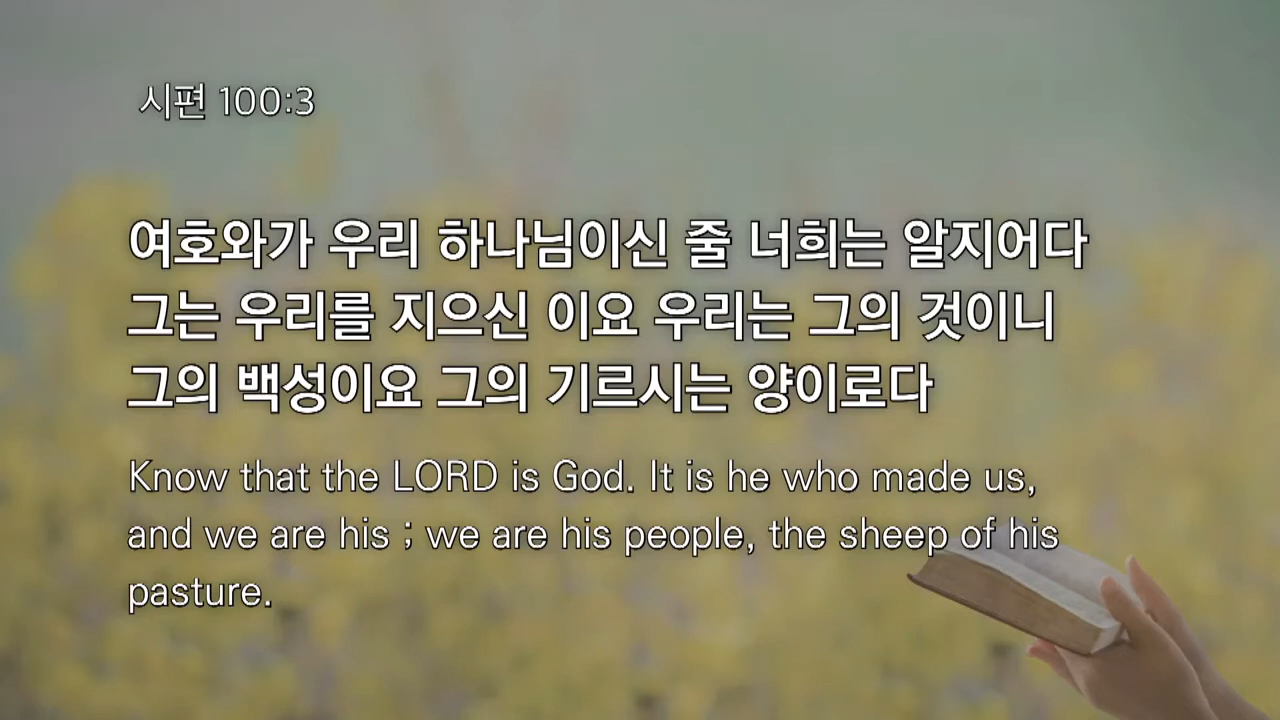 시편 100:3
여호와가 우리 하나님이신 줄 너희는 알지어다
그는 우리를 지으신 이요 우리는 그의 것이니
그의 백성이요 그의 기르시는 양이로다
Know that the LORD is God. It is he who made us,
and we are his ; we are his people, the sheep of his
pasture.